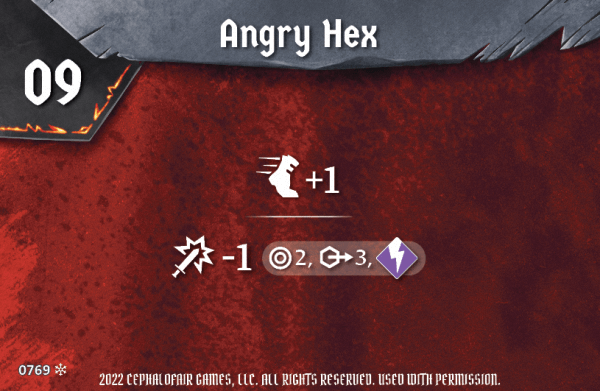 Angry Hex
09
+1
-1 2, 3,
0769
2022 CEPHALOFAIR GAMES, LLC. ALL RIGHTS RESERVED. USED WITH PERMISSION.